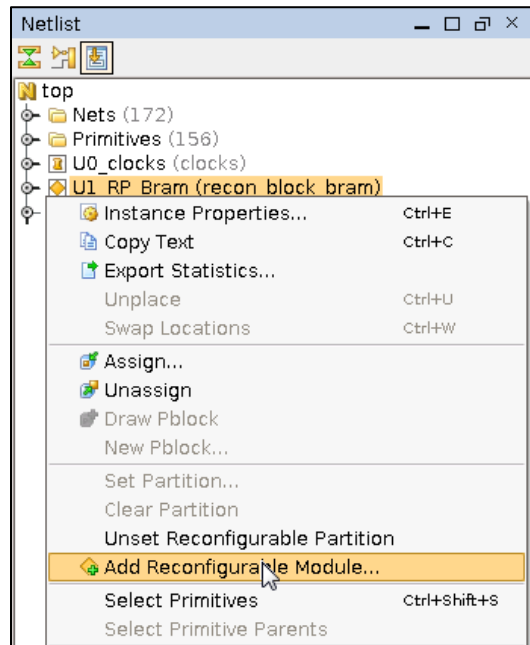 Netlist
top
Nets (172)
Primitives (156)
U0_clocks (clocks)
U1_RP_Bram (recon_block_bram)
Instance Properties... Ctrl+E
Copy Text Ctrl+C
Export Statistics...
Unplace Ctrl+U
Swap Locations Ctrl+W
Assign...
Unassign
Draw Pblock
New Pblock...
Set Partition...
Clear Partition
Unset Reconfigurable Partition
Add Reconfigurable Module...
Select Primitives Ctrl+Shift+S
Select Primitive Parents